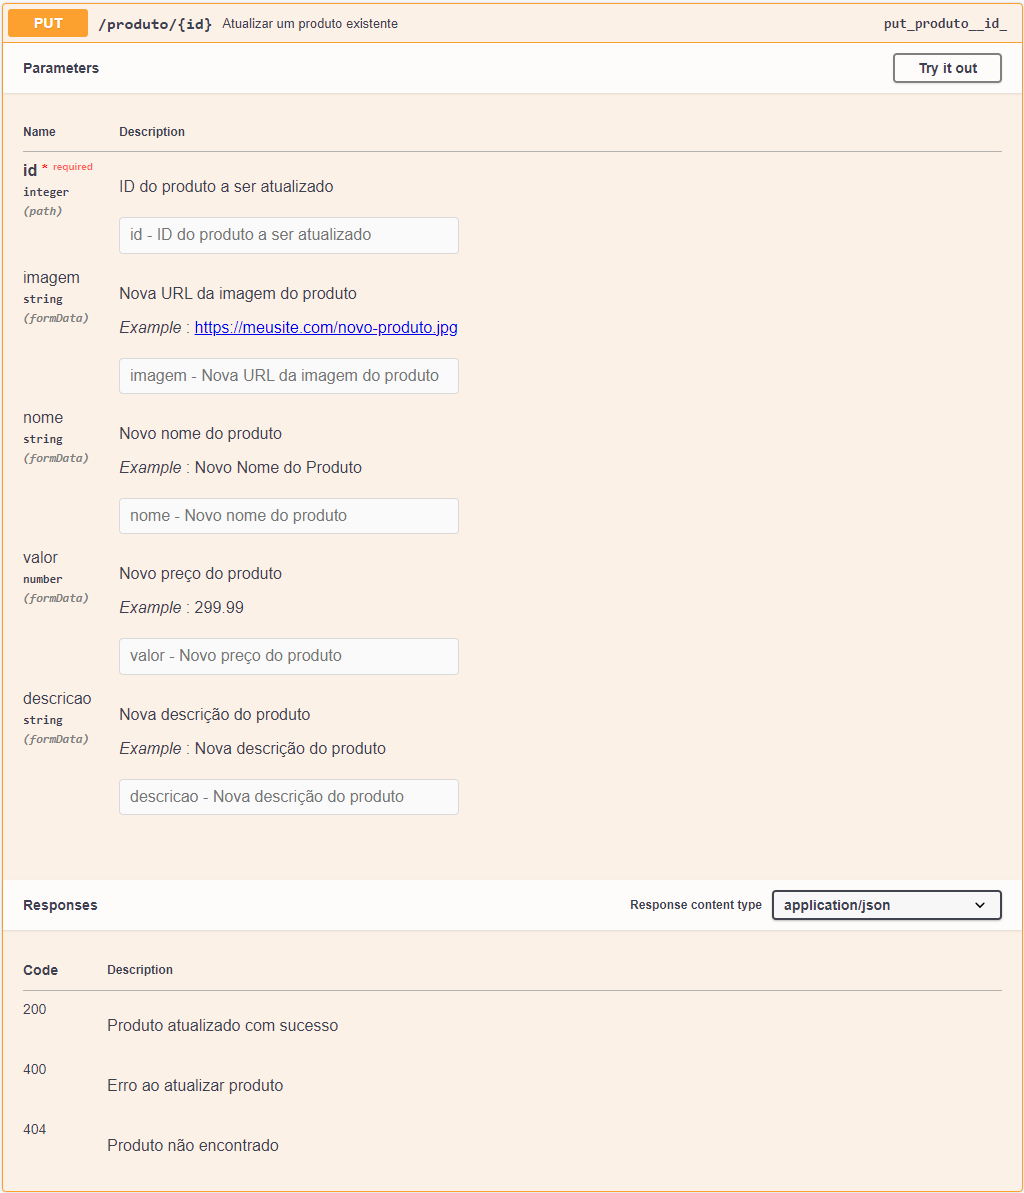 PUT /produto/{id} Atualizar um produto existente put_produto__id_
Parameters Try it out
Name Description
id * required
integer
(path)
ID do produto a ser atualizado
id - ID do produto a ser atualizado
imagem
string
(formData)
Nova URL da imagem do produto
Example : https://meusite.com/novo-produto.jpg
imagem - Nova URL da imagem do produto
nome
string
(formData)
Novo nome do produto
Example : Novo Nome do Produto
nome - Novo nome do produto
valor
number
(formData)
Novo preço do produto
Example : 299.99
valor - Novo preço do produto
descricao
string
(formData)
Nova descrição do produto
Example : Nova descrição do produto
descricao - Nova descrição do produto
Responses Response content type application/json
Code Description
200
Produto atualizado com sucesso
400
Erro ao atualizar produto
404
Produto não encontrado